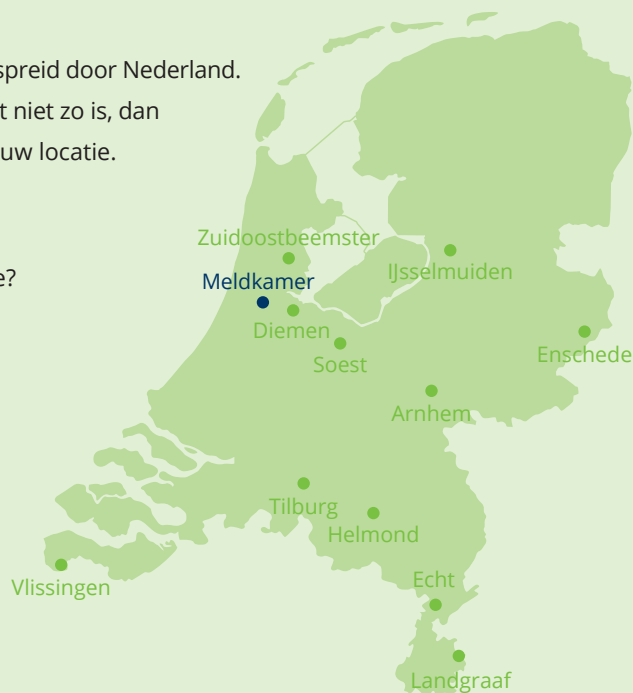 spreid door Nederland.
t niet zo is, dan
uw locatie.
e?
Zuidoostbeemster
Meldkamer
IJsselmuiden
Diemen
Soest
Enschede
Arnhem
Tilburg
Helmond
Echt
Vlissingen
Landgraaf